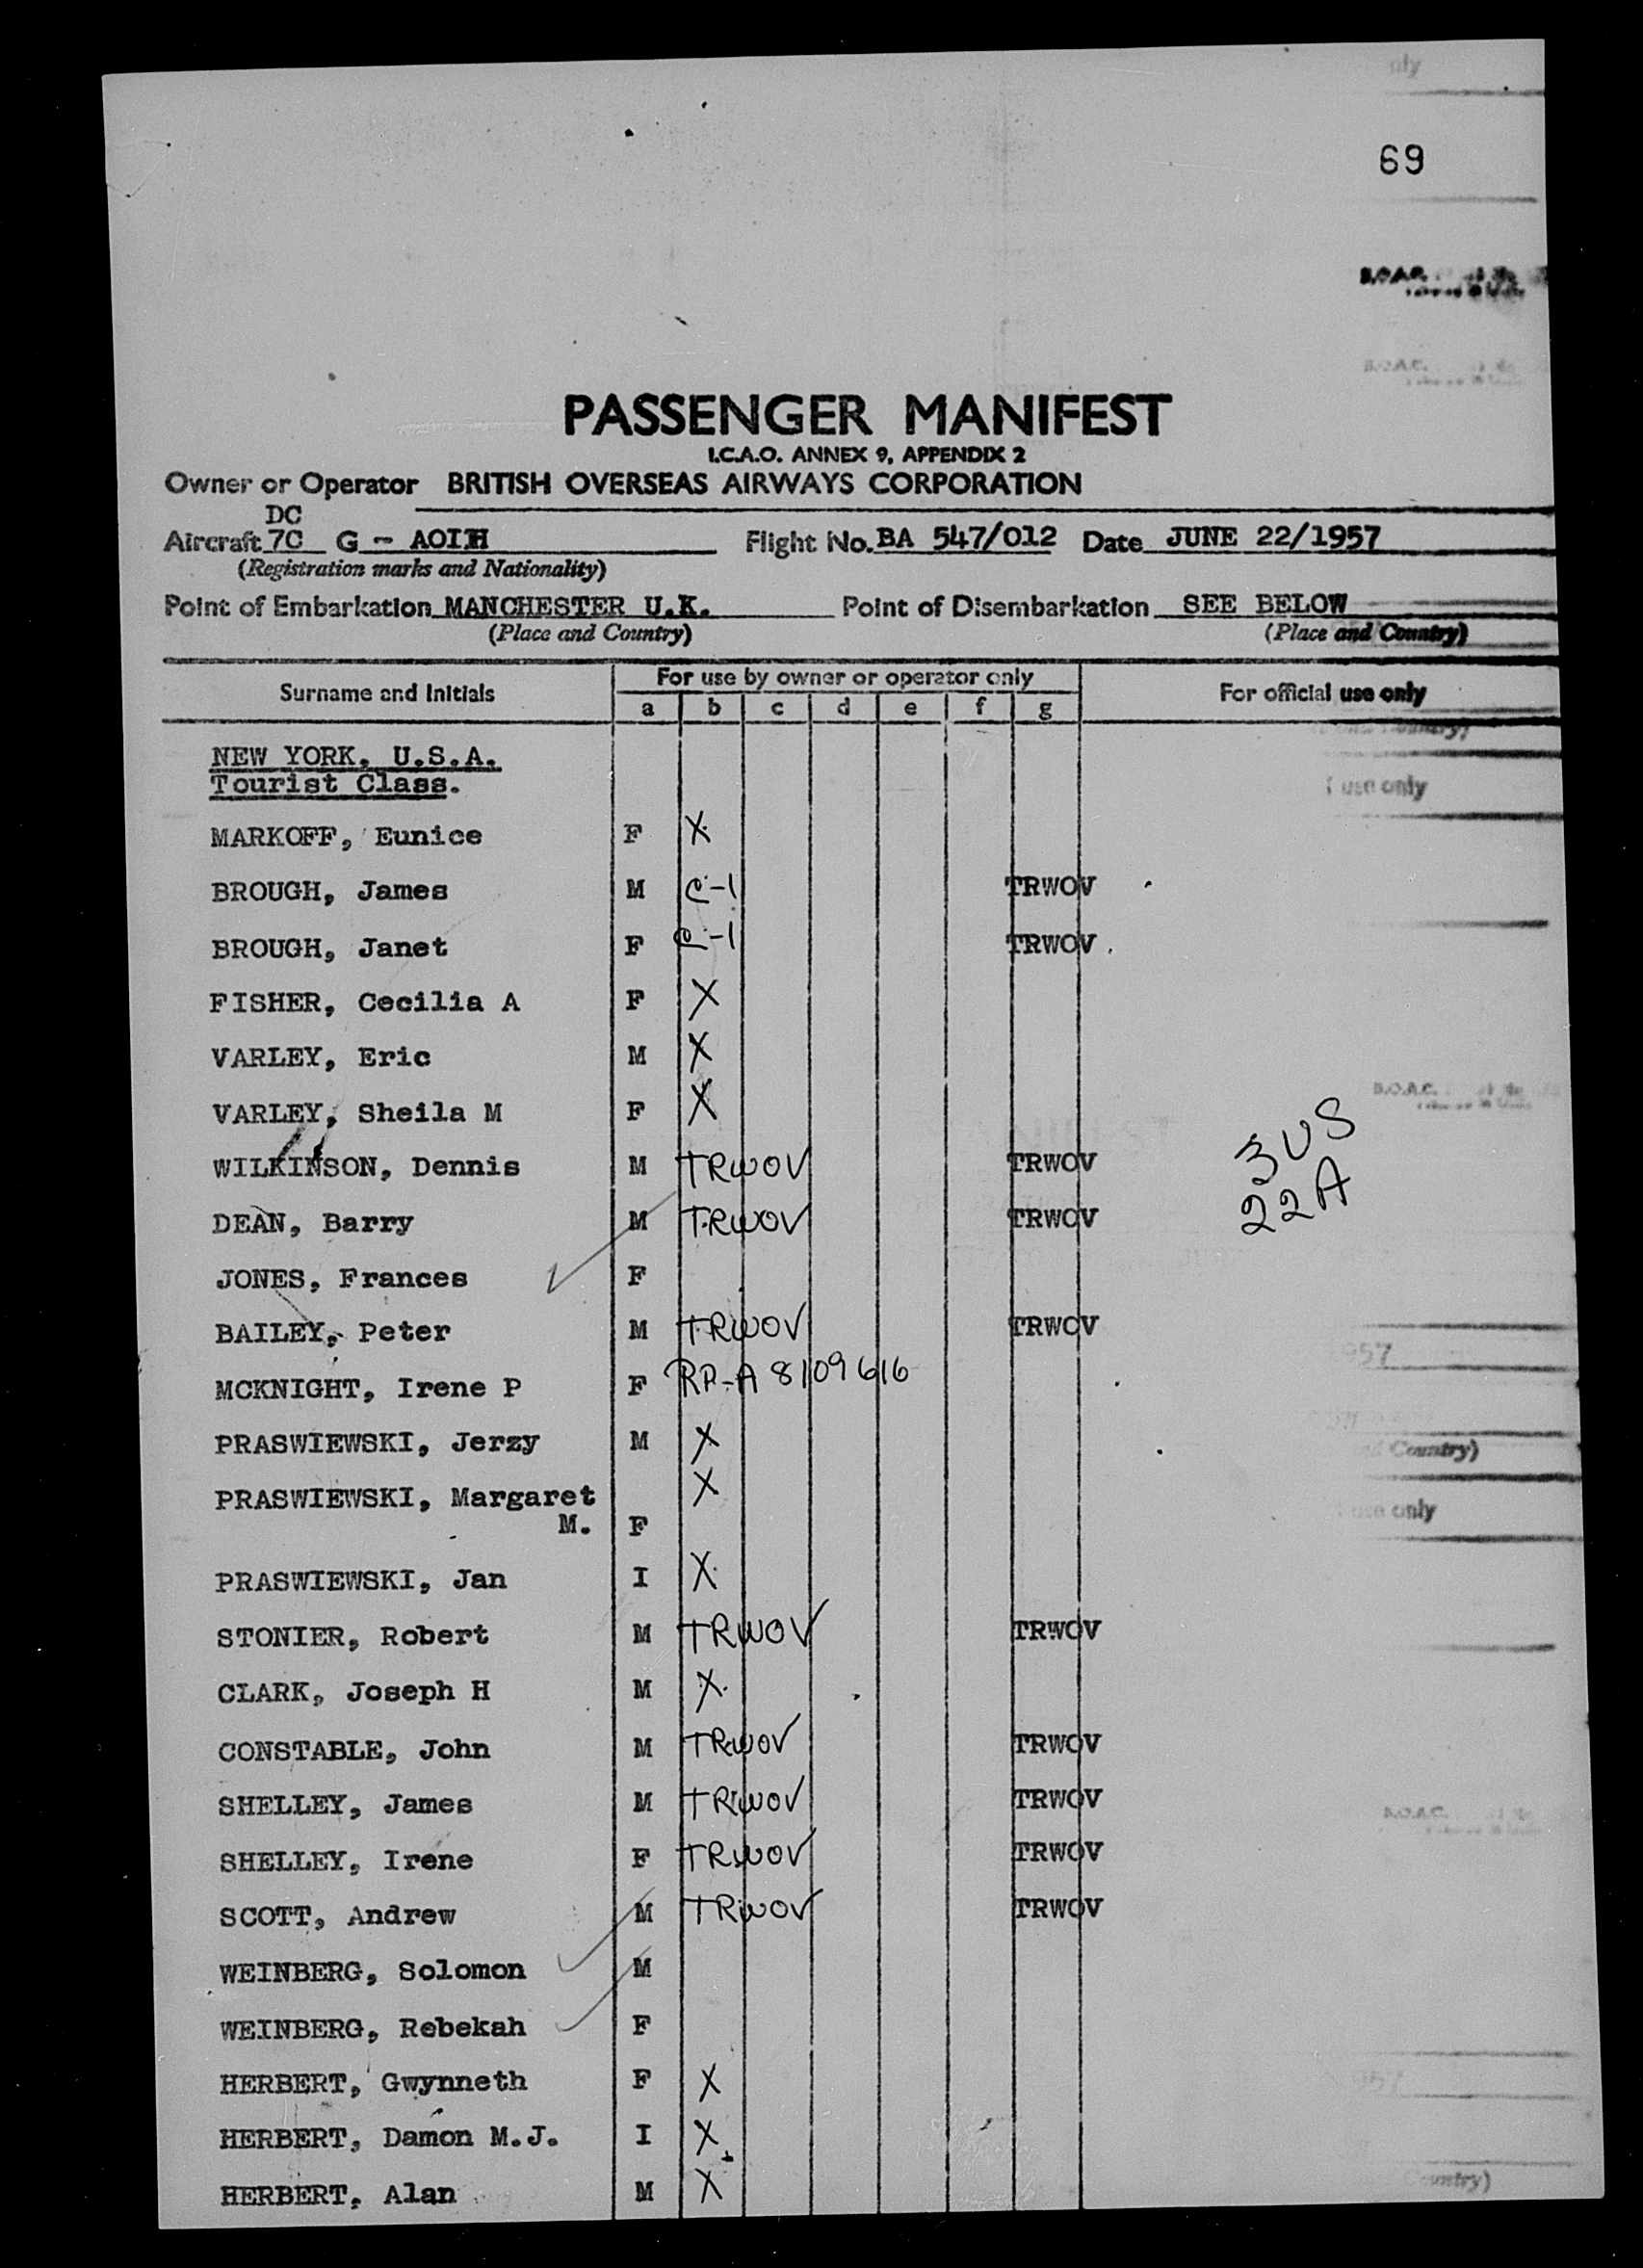 69
PASSENGER MANIFEST
I.C.A.O. ANNEX 9, APPENDIX 2
Owner or Operator BRITISH OVERSEAS AIRWAYS CORPORATION
DC
Aircraft 7C G - AOIH Flight No. BA 547/012 Date JUNE 22/1957
(Registration marks and Nationality)
Point of Embarkation MANCHESTER U.K. Point of Disembarkation SEE BELOW
(Place and Country) (Place and Country)
Surname and Initials For use by owner or operator only For official use only
a b c d e f g
NEW YORK, U.S.A.
Tourist Class.
MARKOFF, Eunice F X
BROUGH, James M C-1 TRWOV
BROUGH, Janet F C-1 TRWOV
FISHER, Cecilia A F X
VARLEY, Eric M X
VARLEY, Sheila M F X
WILKINSON, Dennis M TRWOV TRWOV 3US
DEAN, Barry M TRWOV TRWOV 22A
JONES, Frances F
BAILEY, Peter M TRWOV TRWOV
MCKNIGHT, Irene P F RP-A 8109616
PRASWIEWSKI, Jerzy M X
PRASWIEWSKI, Margaret X
M. F
PRASWIEWSKI, Jan I X
STONIER, Robert M TRWOV TRWOV
CLARK, Joseph H M X
CONSTABLE, John M TRWOV TRWOV
SHELLEY, James M TRWOV TRWOV
SHELLEY, Irene F TRWOV TRWOV
SCOTT, Andrew M TRWOV TRWOV
WEINBERG, Solomon M
WEINBERG, Rebekah F
HERBERT, Gwynneth F X
HERBERT, Damon M.J. I X
HERBERT, Alan M X